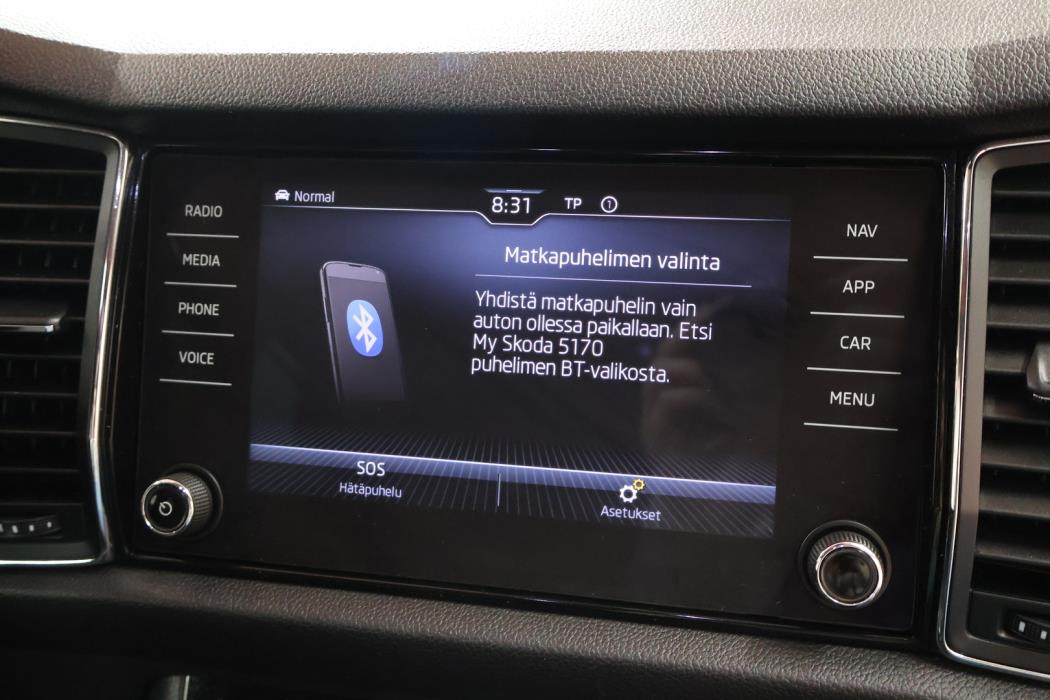 RADIO
MEDIA
PHONE
VOICE
Normal
8:31
TP
1
Matkapuhelimen valinta
Yhdistä matkapuhelin vain
auton ollessa paikallaan. Etsi
My Skoda 5170
puhelimen BT-valikosta.
SOS
Hätäpuhelu
Asetukset
NAV
APP
CAR
MENU